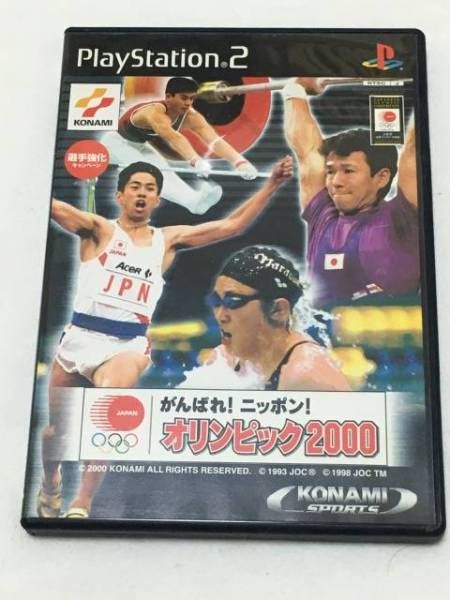 PlayStation.2
NTSC J
KONAMI
選手強化
キャンペーン
JAPAN
Acer
JPN
JAPAN
がんばれ!ニッポン!
オリンピック2000
© 2000 KONAMI ALL RIGHTS RESERVED. © 1993 JOC® © 1998 JOC TM
KONAMI
SPORTS